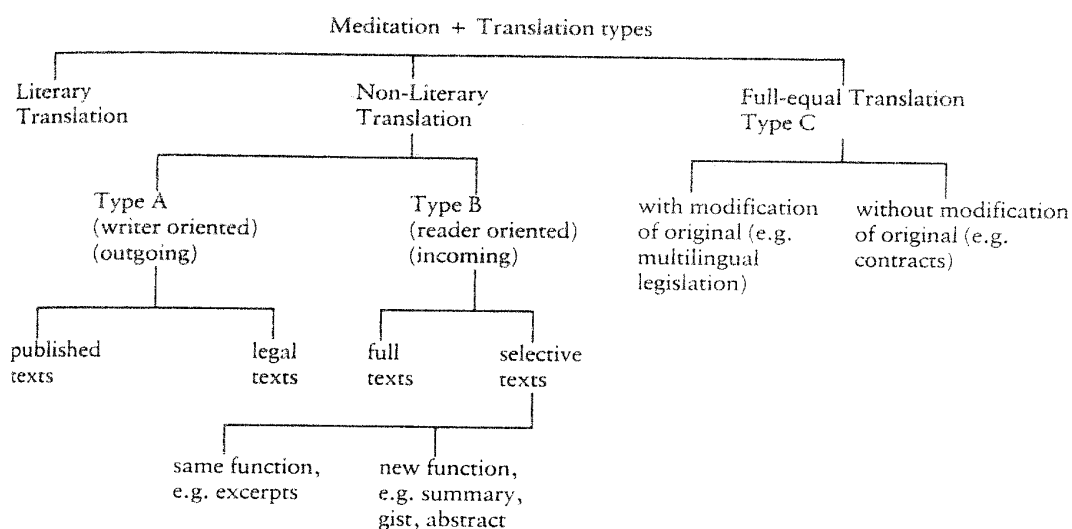 Meditation + Translation types
Literary
Translation
Non-Literary
Translation
Full-equal Translation
Type C
Type A
(writer oriented)
(outgoing)
Type B
(reader oriented)
(incoming)
with modification
of original (e.g.
multilingual
legislation)
without modification
of original (e.g.
contracts)
published
texts
legal
texts
full
texts
selective
texts
same function,
e.g. excerpts
new function,
e.g. summary,
gist, abstract